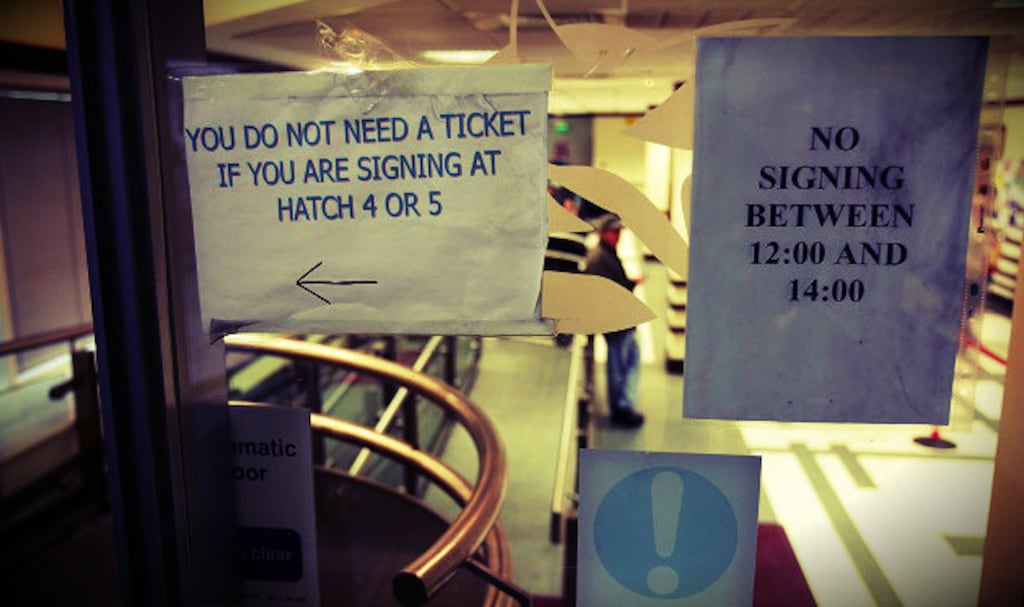 YOU DO NOT NEED A TICKET
IF YOU ARE SIGNING AT
HATCH 4 OR 5
NO
SIGNING
BETWEEN
12:00 AND
14:00
omatic
oor
clear